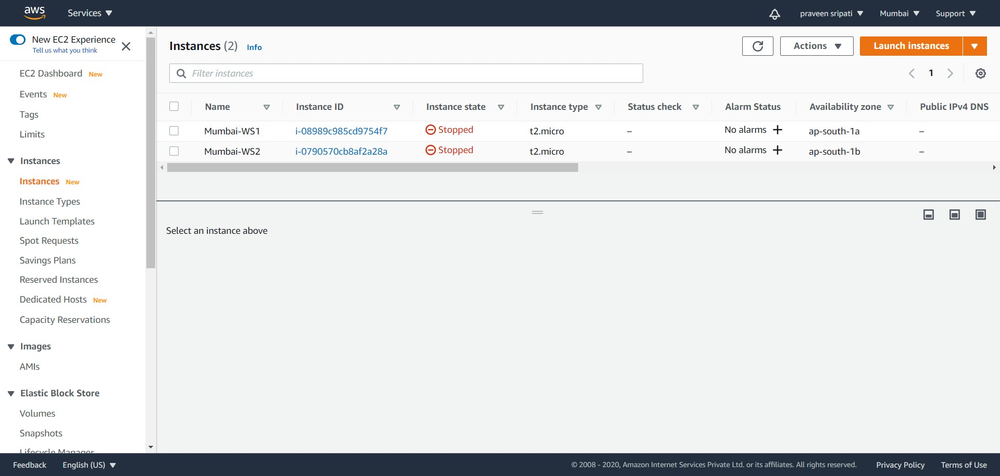 aws Services praveen sripati Mumbai Support
New EC2 Experience
Tell us what you think
EC2 Dashboard New
Events New
Tags
Limits
Instances
Instances New
Instance Types
Launch Templates
Spot Requests
Savings Plans
Reserved Instances
Dedicated Hosts New
Capacity Reservations
Images
AMIs
Elastic Block Store
Volumes
Snapshots
Lifecycle Manager
Instances (2) Info
Actions Launch instances
Filter instances
1
Name Instance ID Instance state Instance type Status check Alarm Status Availability zone Public IPv4 DNS
Mumbai-WS1 i-08989c985cd9754f7 Stopped t2.micro – No alarms + ap-south-1a –
Mumbai-WS2 i-0790570cb8af2a28a Stopped t2.micro – No alarms + ap-south-1b –
Select an instance above
Feedback English (US) © 2008 - 2020, Amazon Internet Services Private Ltd. or its affiliates. All rights reserved. Privacy Policy Terms of Use